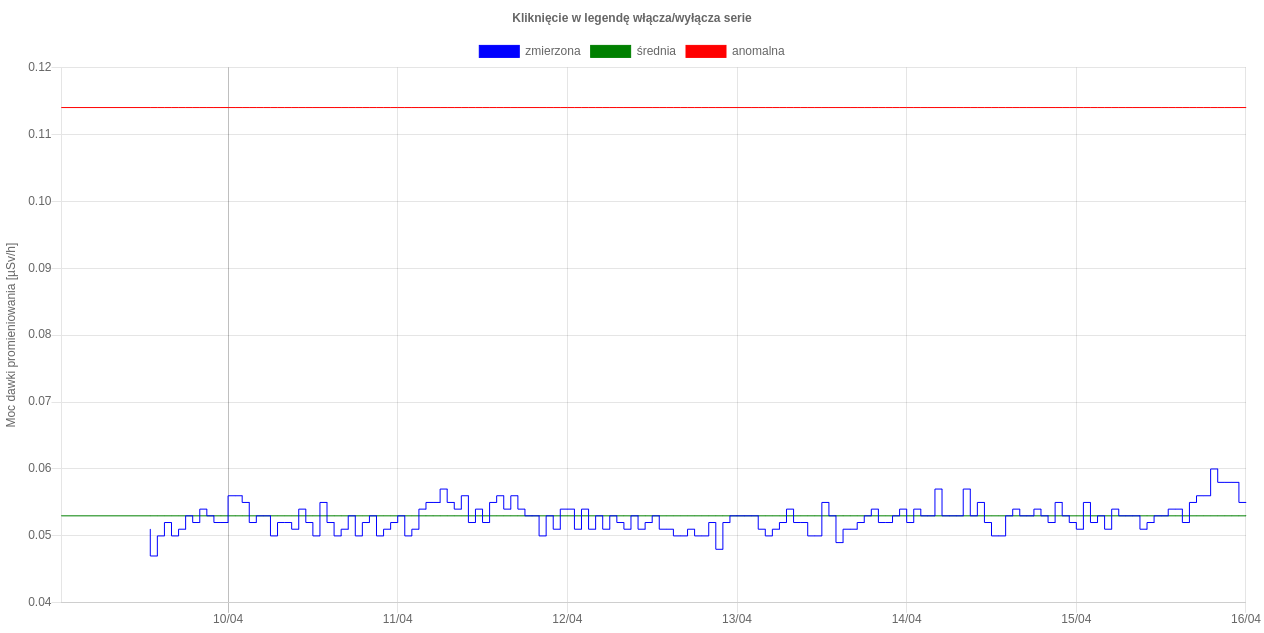 Kliknięcie w legendę włącza/wyłącza serie
zmierzona średnia anomalna
Moc dawki promieniowania [µSv/h]
0.12
0.11
0.10
0.09
0.08
0.07
0.06
0.05
0.04
10/04 11/04 12/04 13/04 14/04 15/04 16/04